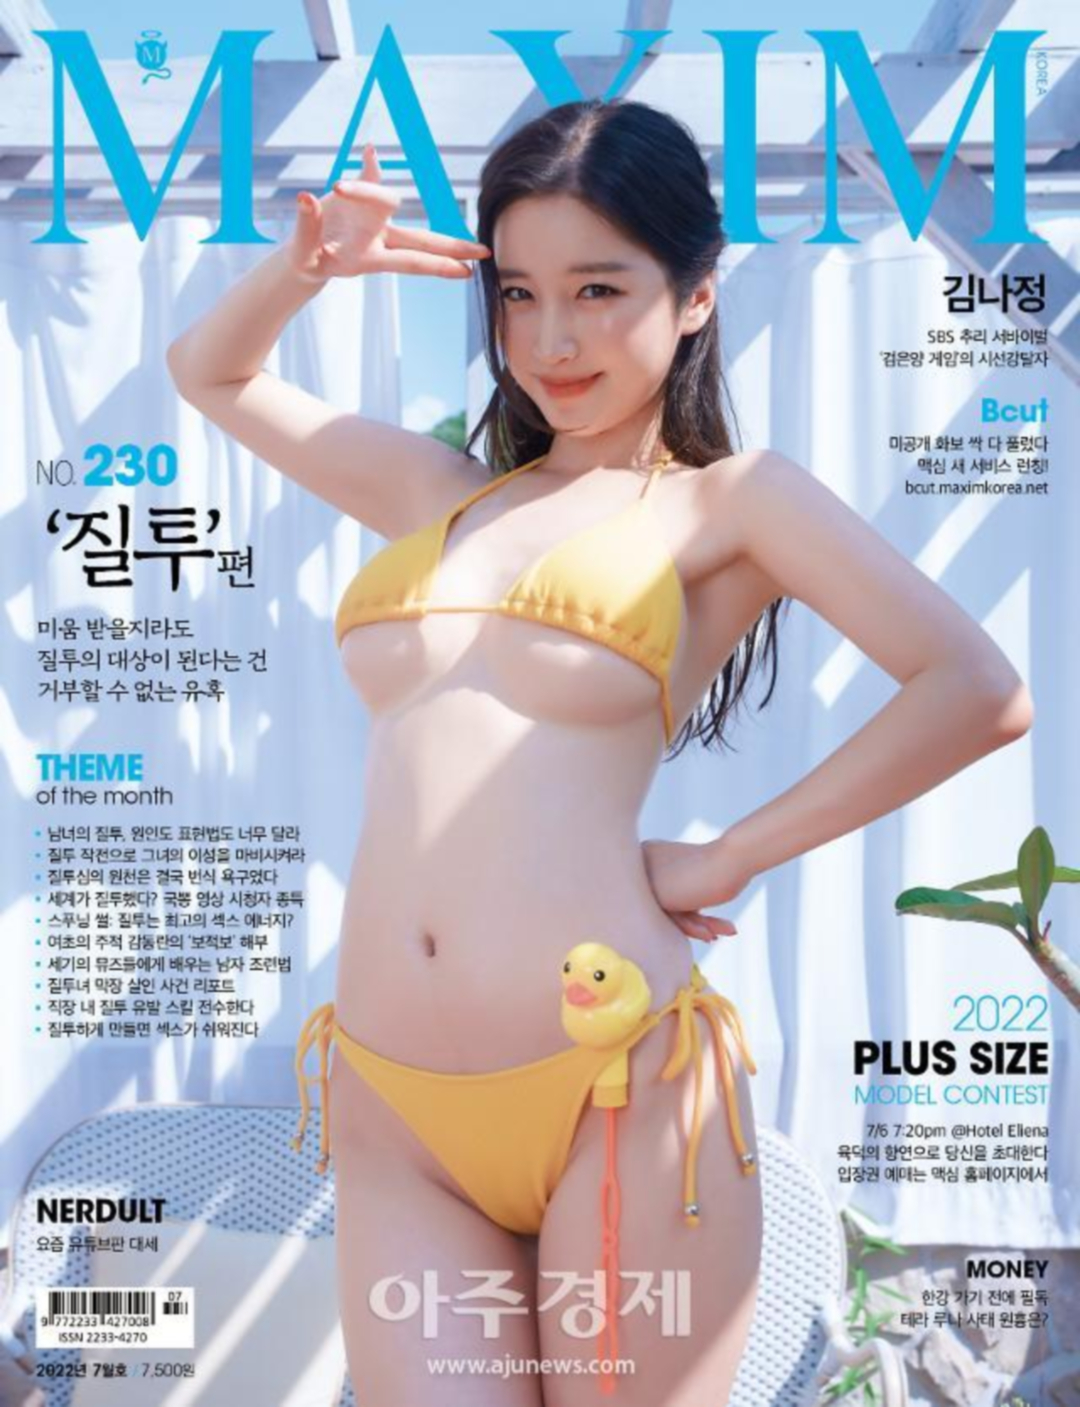 MAXIM
KOREA
M
김나정
SBS 추리 서바이벌
'검은양 게임'의 시선강탈자
Bcut
미공개 화보 싹 다 풀렀다
맥심 새 서비스 런칭!
bcut.maximkorea.net
NO. 230
‘질투’편
미움 받을지라도
질투의 대상이 된다는 건
거부할 수 없는 유혹
THEME
of the month
• 남녀의 질투, 원인도 표현법도 너무 달라
• 질투 작전으로 그녀의 이성을 마비시켜라
• 질투심의 원천은 결국 번식 욕구였다
• 세계가 질투했다? 국뽕 영상 시청자 종특
• 스푸닝 썰: 질투는 최고의 섹스 에너지?
• 여초의 주적 감동란의 '보적보' 해부
• 세기의 뮤즈들에게 배우는 남자 조련법
• 질투녀 막장 살인 사건 리포트
• 직장 내 질투 유발 스킬 전수한다
• 질투하게 만들면 섹스가 쉬워진다
2022
PLUS SIZE
MODEL CONTEST
7/6 7:20pm @Hotel Eliena
육덕의 향연으로 당신을 초대한다
입장권 예매는 맥심 홈페이지에서
NERDULT
요즘 유튜브판 대세
MONEY
한강 가기 전에 필독
테라 루나 사태 원흉은?
07
9 772233 427008
ISSN 2233-4270
2022년 7월호 / 7,500원
아주경제
www.ajunews.com